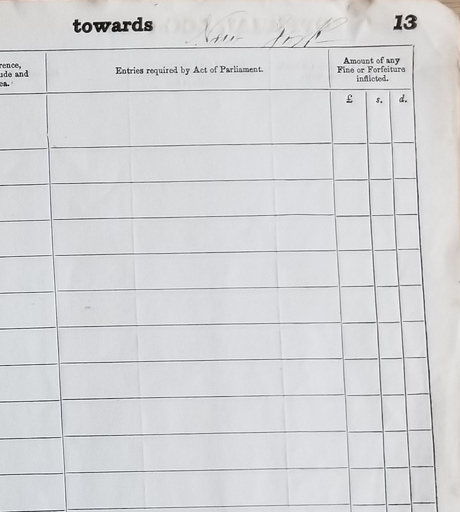 towards New York 13
rence,
ude and
ea.
Entries required by Act of Parliament.
Amount of any
Fine or Forfeiture
inflicted.
£ s. d.